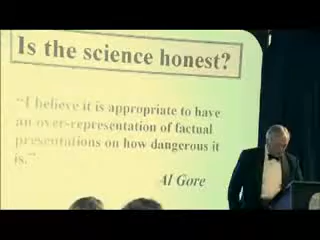 Is the science honest?
“I believe it is appropriate to have
an over-representation of factual
presentations on how dangerous it
is.”
Al Gore